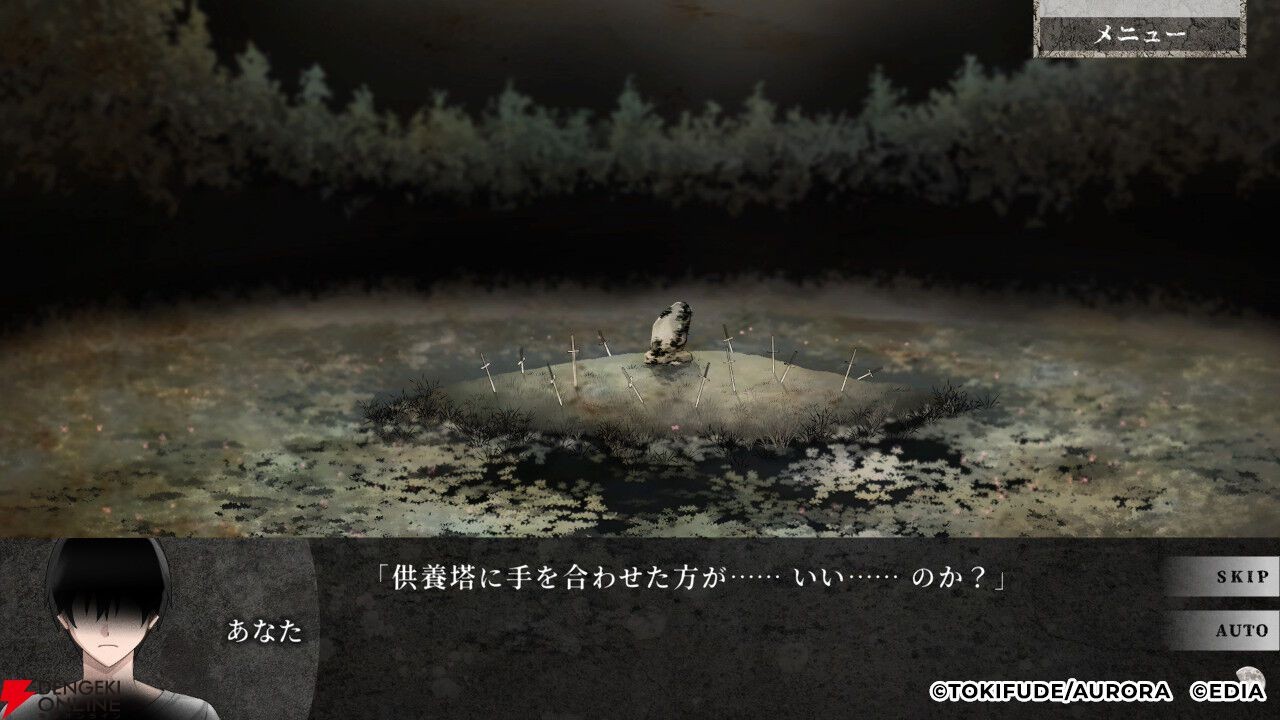 メニュー
「供養塔に手を合わせた方が…… いい…… のか？」
あなた
SKIP
AUTO
DENGEKI
ONLINE
©TOKIFUDE/AURORA ©EDIA